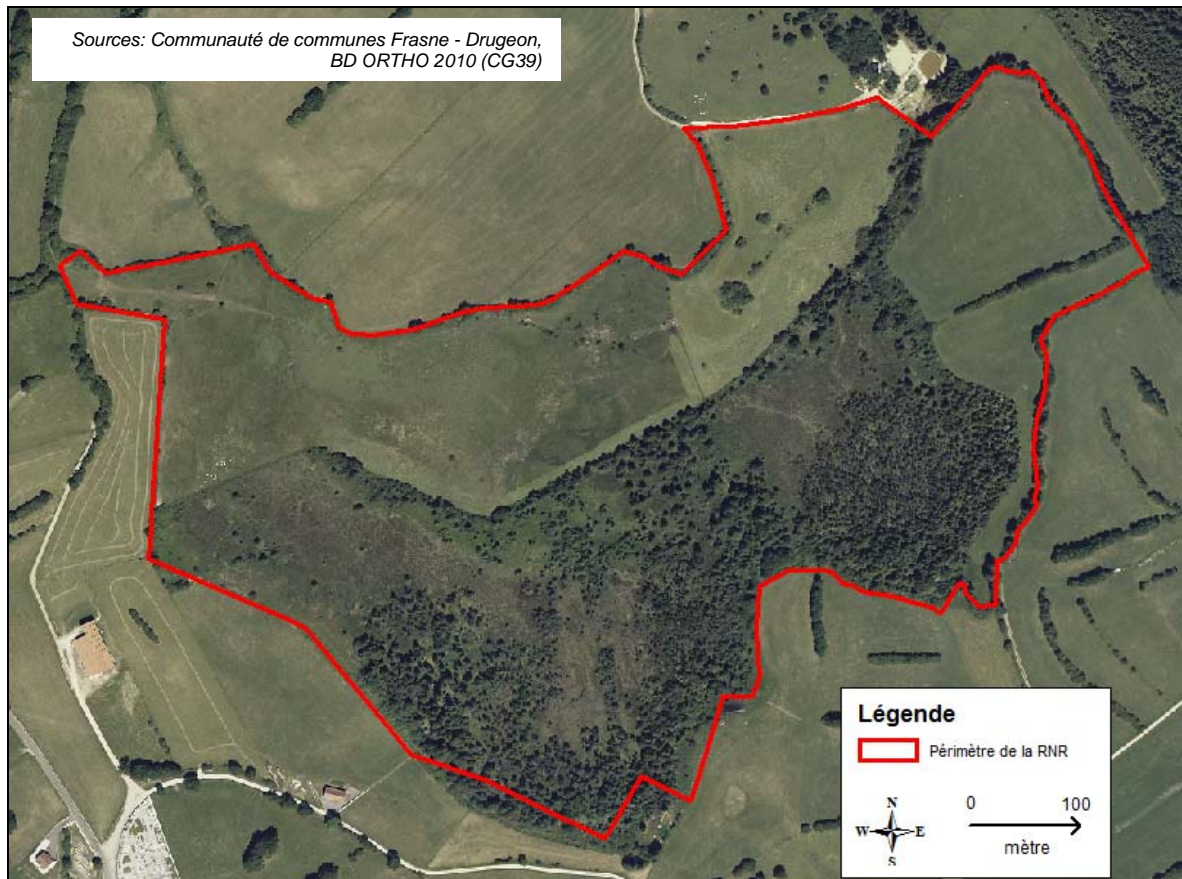 Sources: Communauté de communes Frasne - Drugeon,
BD ORTHO 2010 (CG39)
Légende
Périmètre de la RNR
N
W E
S
0 100
mètre